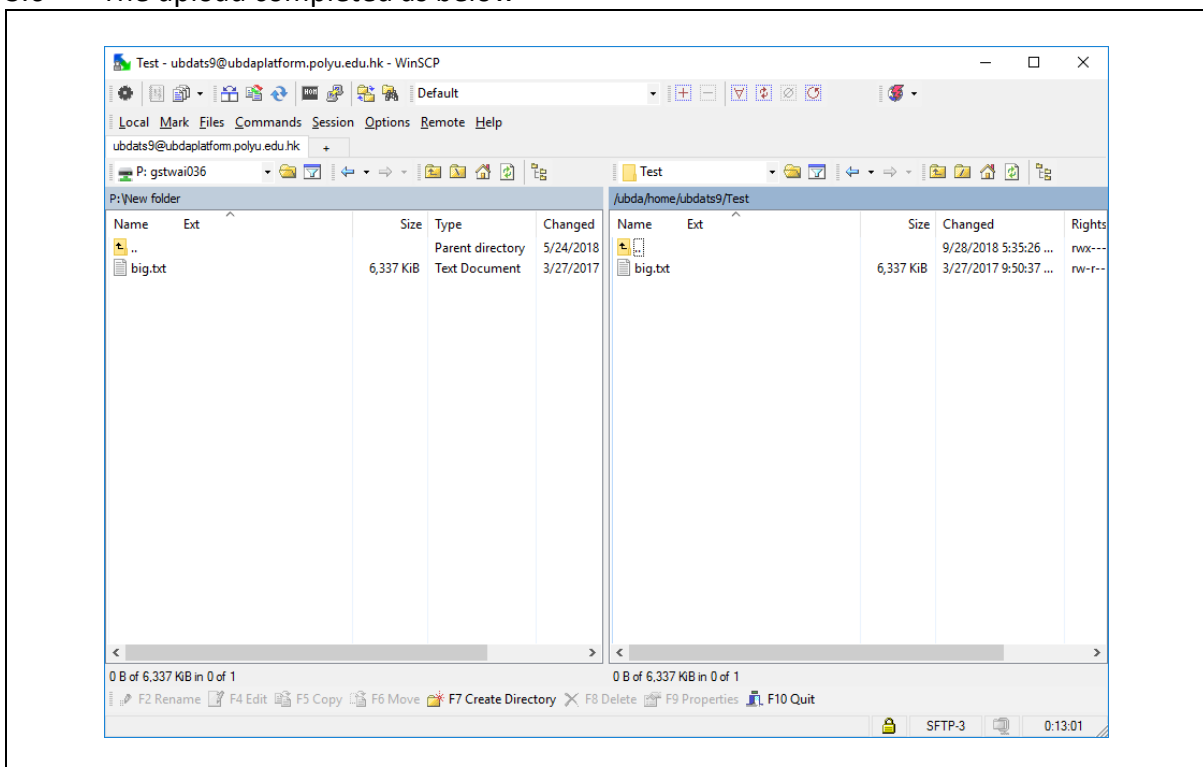 The upload completed as below
Test - ubdats9@ubdaplatform.polyu.edu.hk - WinSCP
Default
Local Mark Files Commands Session Options Remote Help
ubdats9@ubdaplatform.polyu.edu.hk +
P: gstwai036 Test
P:\New folder /ubda/home/ubdats9/Test
Name Ext Size Type Changed Name Ext Size Changed Rights
.. Parent directory 5/24/2018 .. 9/28/2018 5:35:26 ... rwx---
big.txt 6,337 KiB Text Document 3/27/2017 big.txt 6,337 KiB 3/27/2017 9:50:37 ... rw-r--
0 B of 6,337 KiB in 0 of 1 0 B of 6,337 KiB in 0 of 1
F2 Rename F4 Edit F5 Copy F6 Move F7 Create Directory F8 Delete F9 Properties F10 Quit
SFTP-3 0:13:01